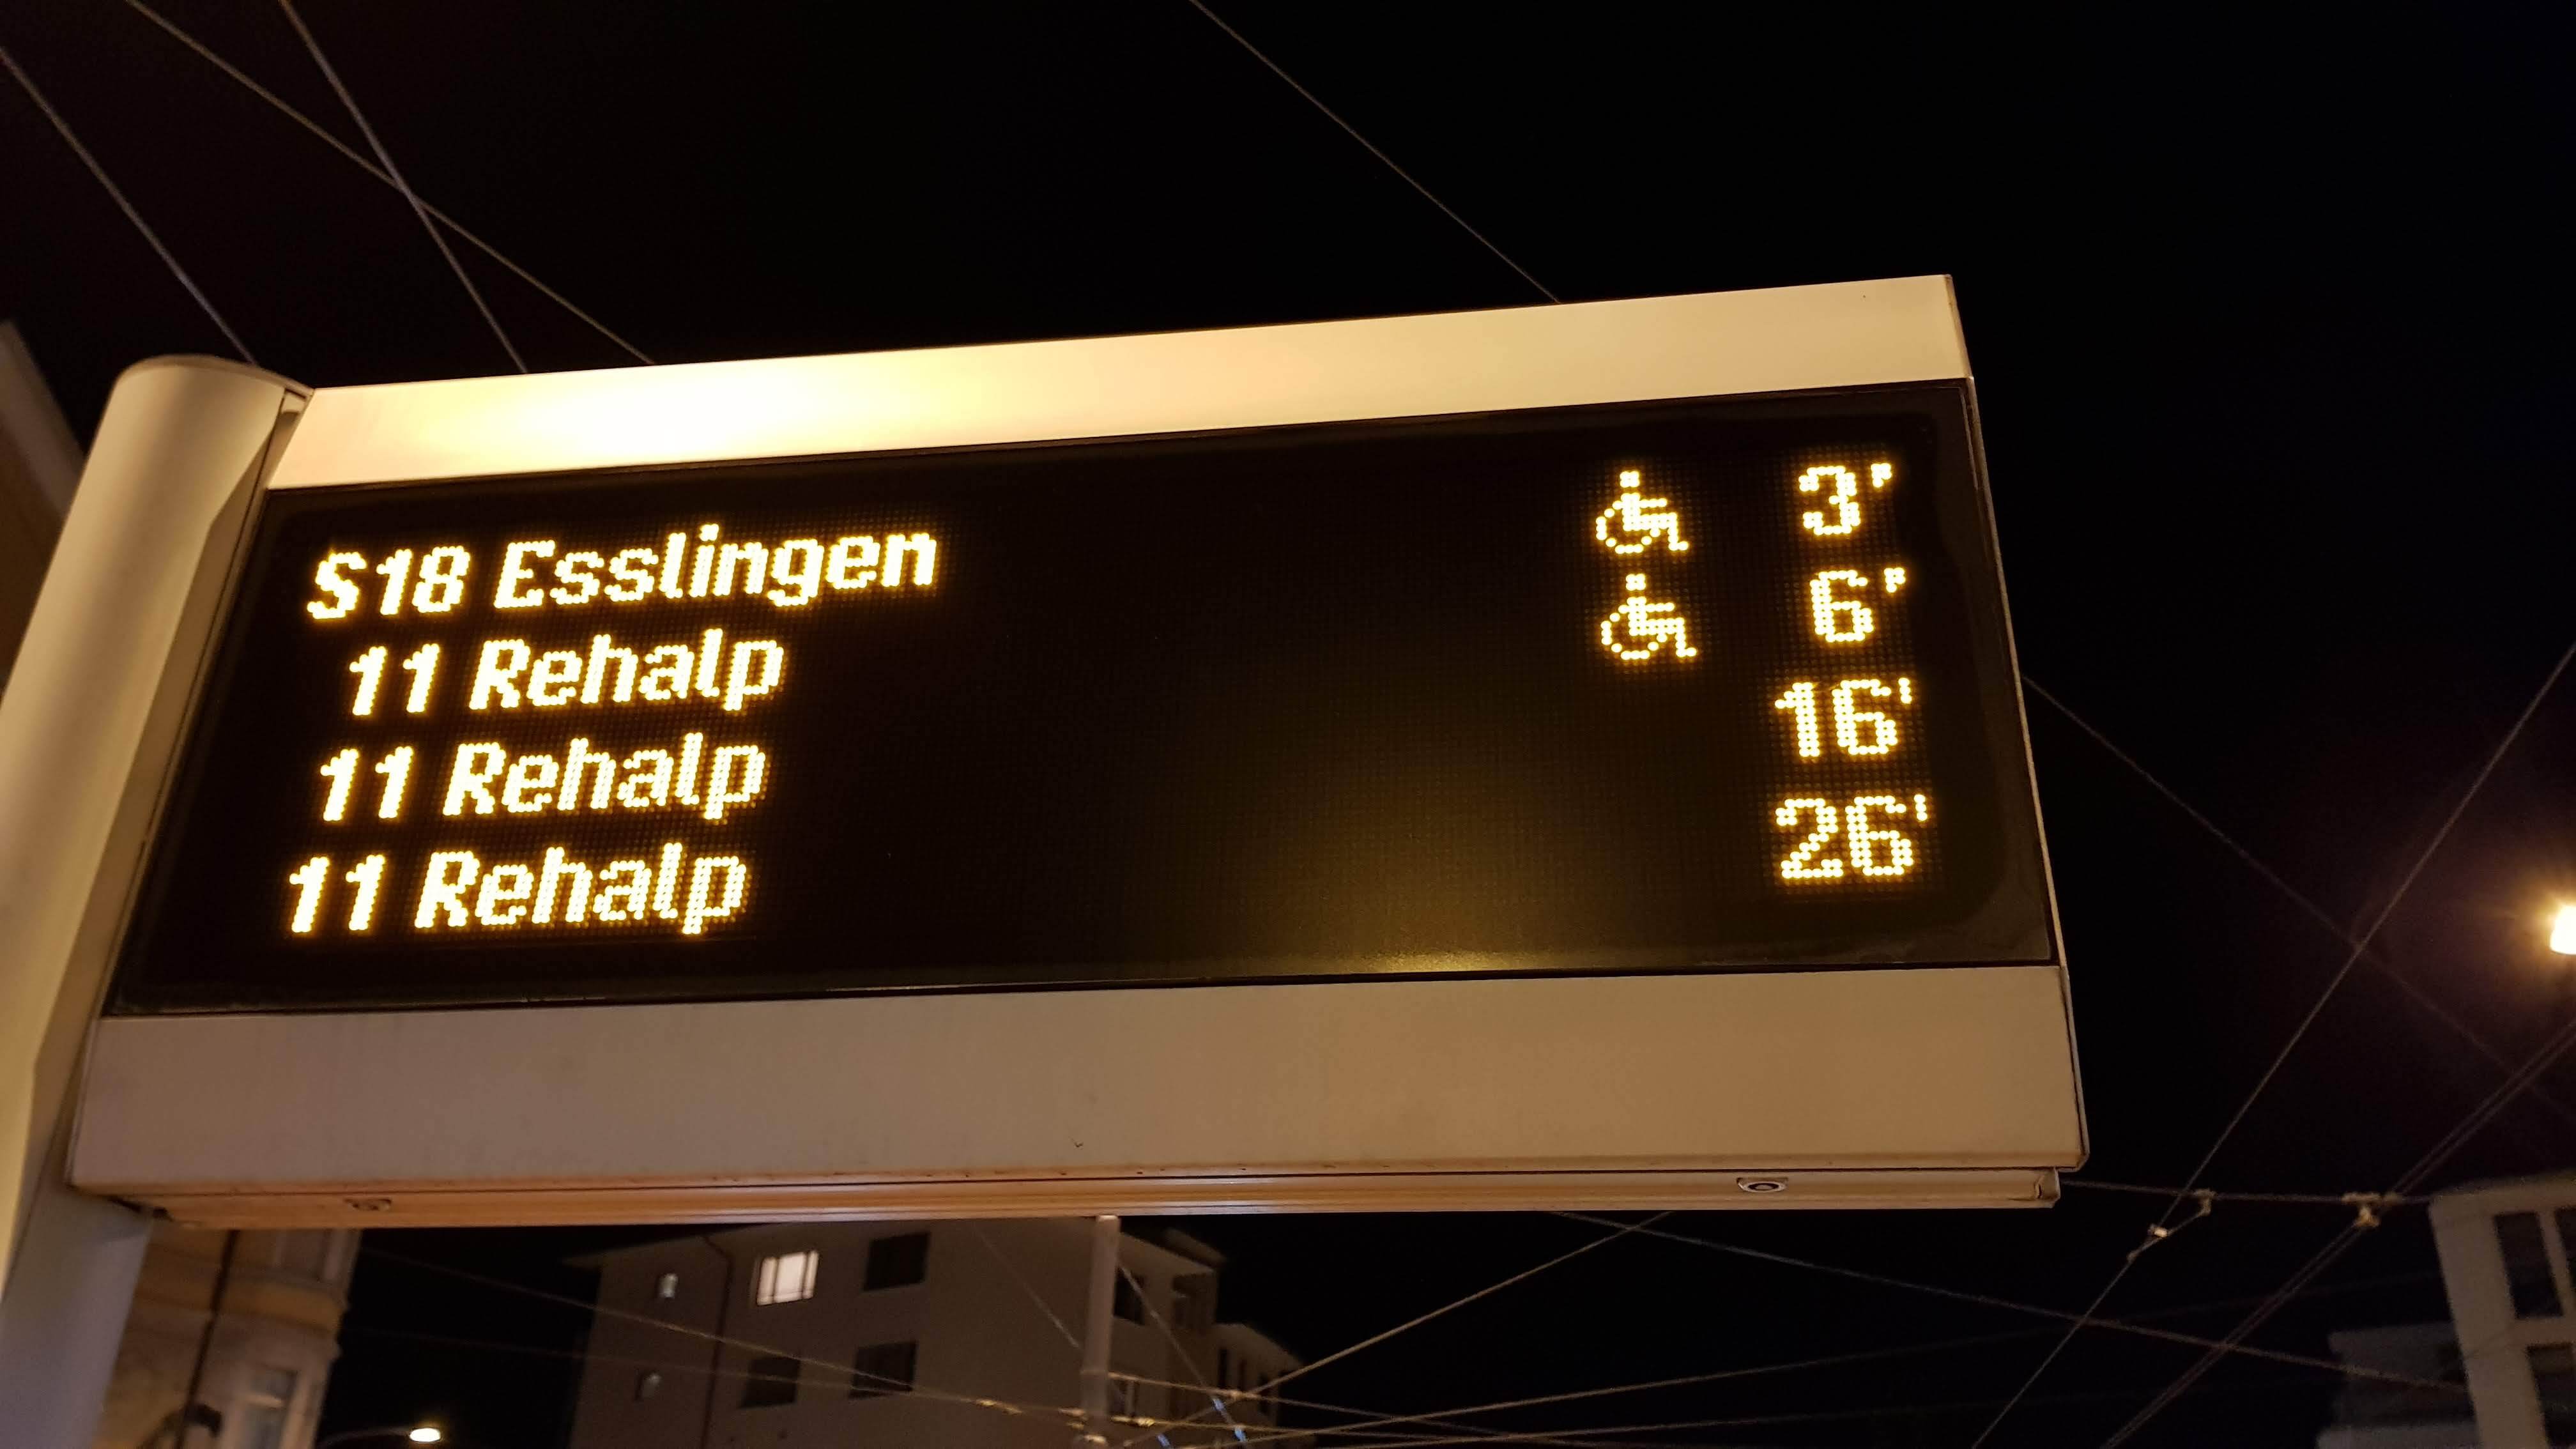 S18 Esslingen 3'
11 Rehalp 6'
11 Rehalp 16'
11 Rehalp 26'